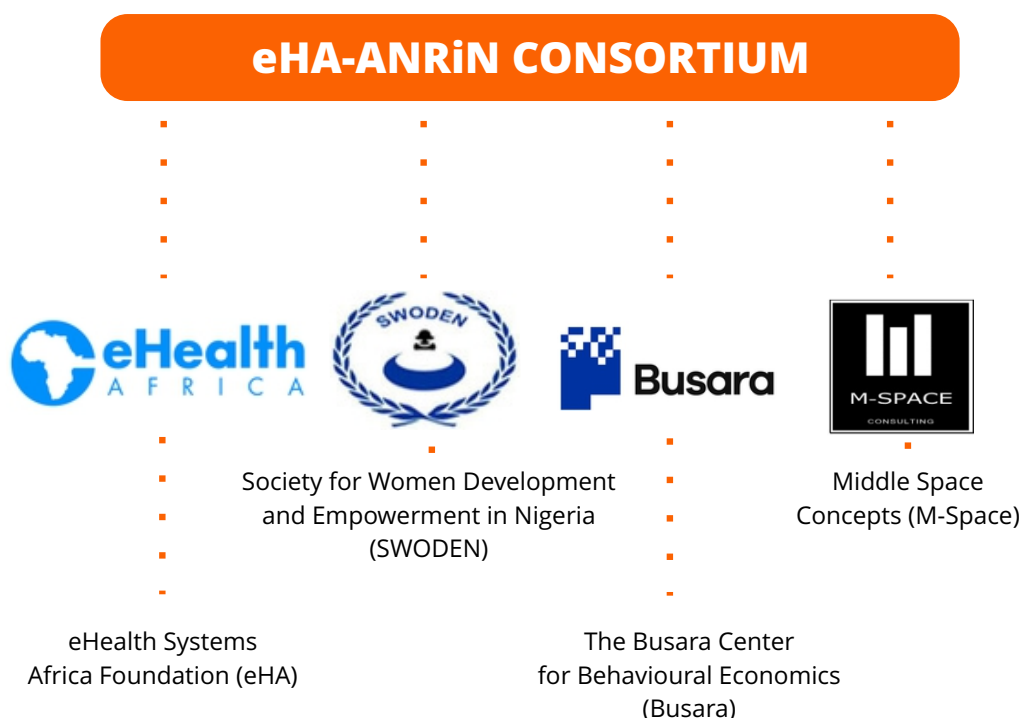 eHA-ANRiN CONSORTIUM
eHealth
AFRICA
SWODEN
Busara
M-SPACE
CONSULTING
Society for Women Development
and Empowerment in Nigeria
(SWODEN)
Middle Space
Concepts (M-Space)
eHealth Systems
Africa Foundation (eHA)
The Busara Center
for Behavioural Economics
(Busara)